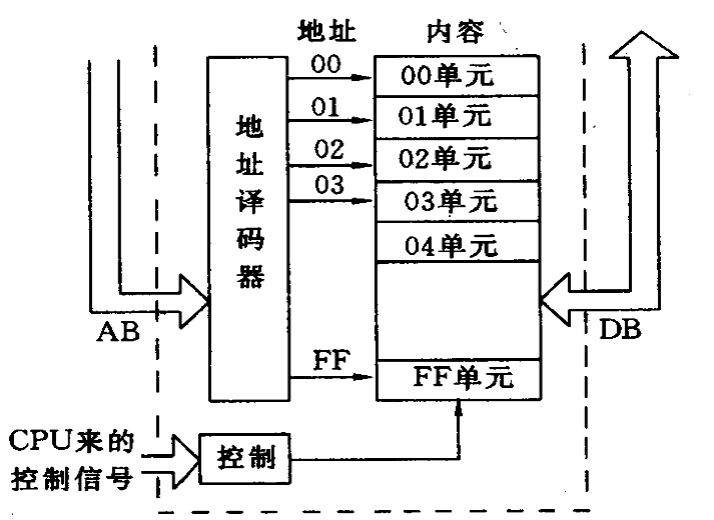 地址 内容
00 00单元
01 01单元
02 02单元
03 03单元
04单元
地址译码器
AB
DB
FF FF单元
CPU来的
控制信号
控制